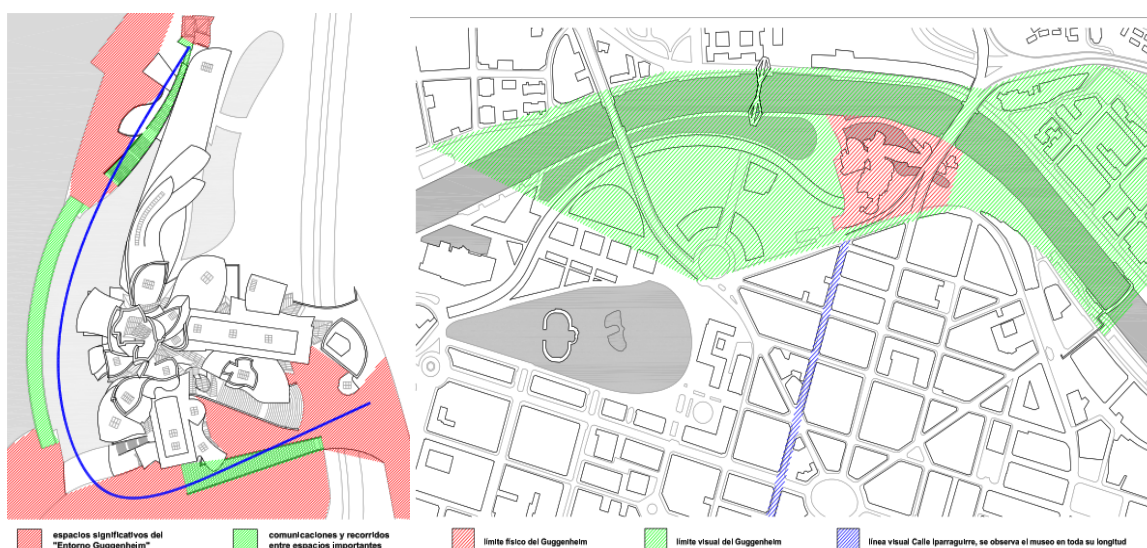 espacios significativos del
"Entorno Guggenheim"
comunicaciones y recorridos
entre espacios importantes
límite físico del Guggenheim
límite visual del Guggenheim
línea visual Calle Iparraguirre, se observa el museo en toda su longitud